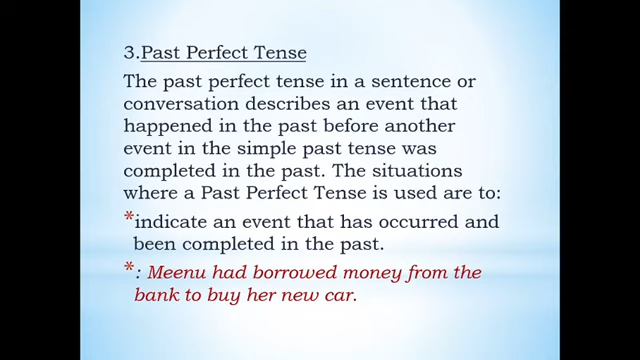 3.Past Perfect Tense
The past perfect tense in a sentence or
conversation describes an event that
happened in the past before another
event in the simple past tense was
completed in the past. The situations
where a Past Perfect Tense is used are to:
*indicate an event that has occurred and
been completed in the past.
*: Meenu had borrowed money from the
bank to buy her new car.